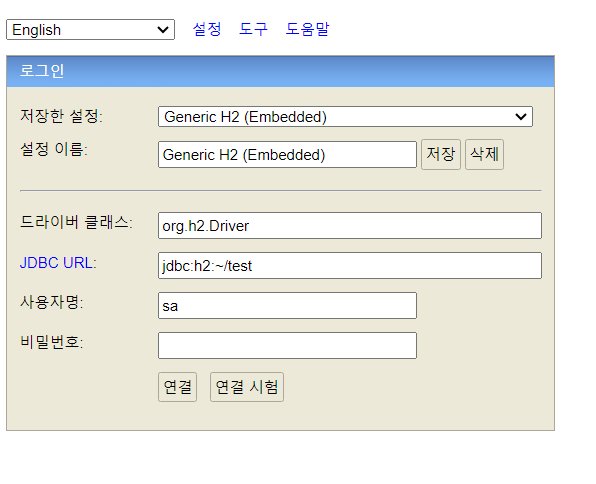 English 설정 도구 도움말
로그인
저장한 설정: Generic H2 (Embedded)
설정 이름: Generic H2 (Embedded) 저장 삭제
드라이버 클래스: org.h2.Driver
JDBC URL: jdbc:h2:~/test
사용자명: sa
비밀번호:
연결 연결 시험